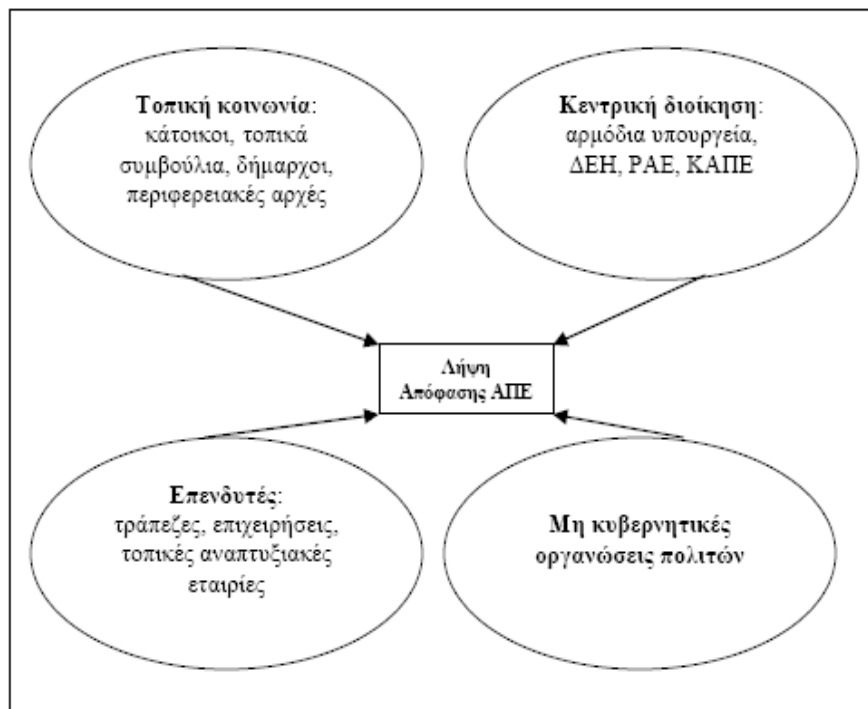 Τοπική κοινωνία:
κάτοικοι, τοπικά
συμβούλια, δήμαρχοι,
περιφερειακές αρχές
Κεντρική διοίκηση:
αρμόδια υπουργεία,
ΔΕΗ, ΡΑΕ, ΚΑΠΕ
Λήψη
Απόφασης ΑΠΕ
Επενδυτές:
τράπεζες, επιχειρήσεις,
τοπικές αναπτυξιακές
εταιρίες
Μη κυβερνητικές
οργανώσεις πολιτών